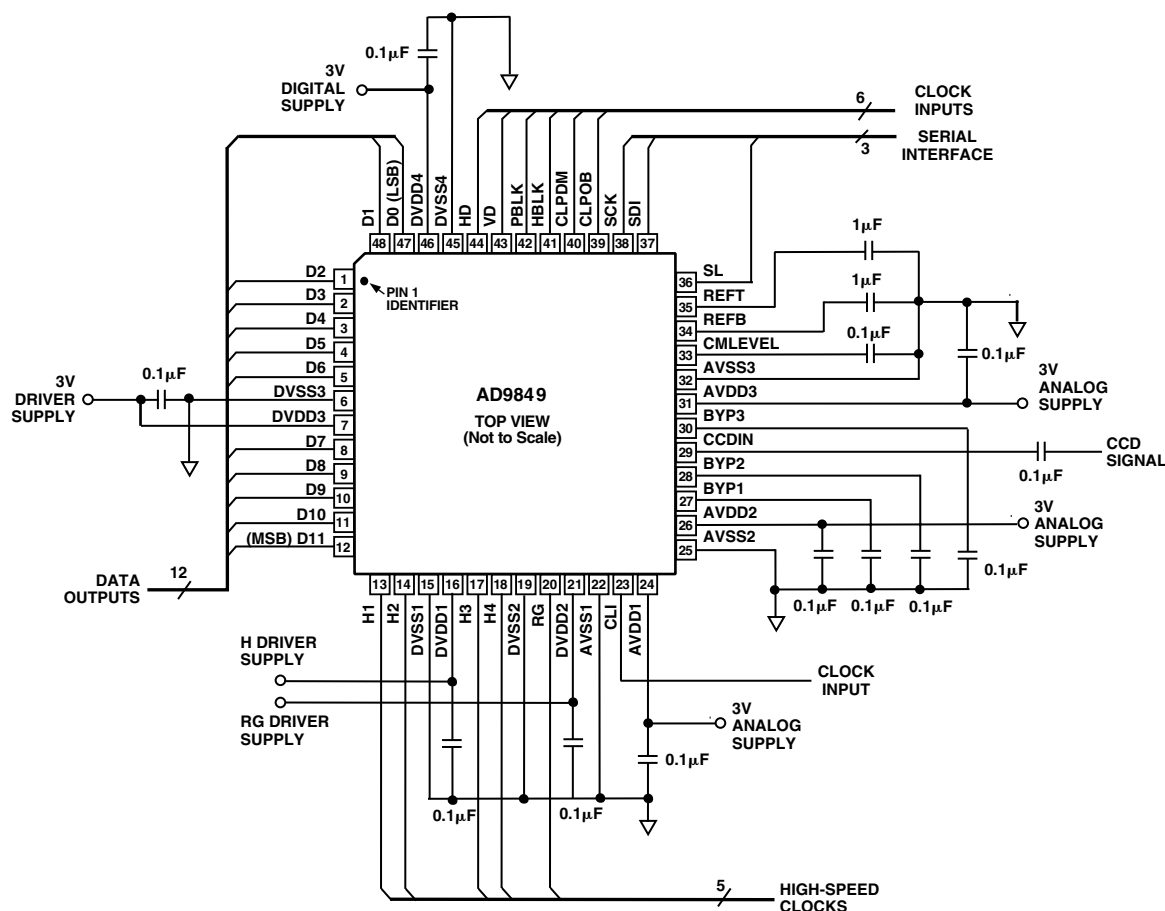 0.1µF
3V
DIGITAL
SUPPLY
6
CLOCK
INPUTS
3
SERIAL
INTERFACE
D1
D0 (LSB)
DVDD4
DVSS4
HD
VD
PBLK
HBLK
CLPDM
CLPOB
SCK
SDI
48
47
46
45
44
43
42
41
40
39
38
37
D2
D3
D4
D5
D6
DVSS3
DVDD3
D7
D8
D9
D10
(MSB) D11
1
2
3
4
5
6
7
8
9
10
11
12
PIN 1
IDENTIFIER
AD9849
TOP VIEW
(Not to Scale)
3V
DRIVER
SUPPLY
0.1µF
12
DATA
OUTPUTS
36
35
34
33
32
31
30
29
28
27
26
25
SL
REFT
REFB
CMLEVEL
AVSS3
AVDD3
BYP3
CCDIN
BYP2
BYP1
AVDD2
AVSS2
1µF
1µF
0.1µF
0.1µF
3V
ANALOG
SUPPLY
CCD
SIGNAL
0.1µF
3V
ANALOG
SUPPLY
0.1µF
0.1µF
0.1µF
0.1µF
13
14
15
16
17
18
19
20
21
22
23
24
H1
H2
DVSS1
DVDD1
H3
H4
DVSS2
RG
DVDD2
AVSS1
CLI
AVDD1
H DRIVER
SUPPLY
RG DRIVER
SUPPLY
CLOCK
INPUT
3V
ANALOG
SUPPLY
0.1µF
0.1µF
0.1µF
5
HIGH-SPEED
CLOCKS